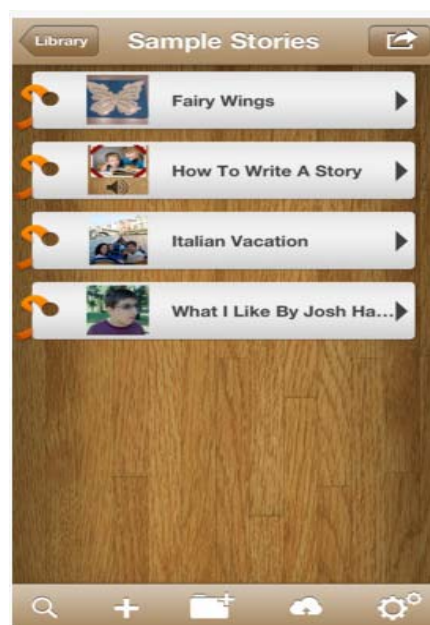 Library
Sample Stories
Fairy Wings
How To Write A Story
Italian Vacation
What I Like By Josh Ha...